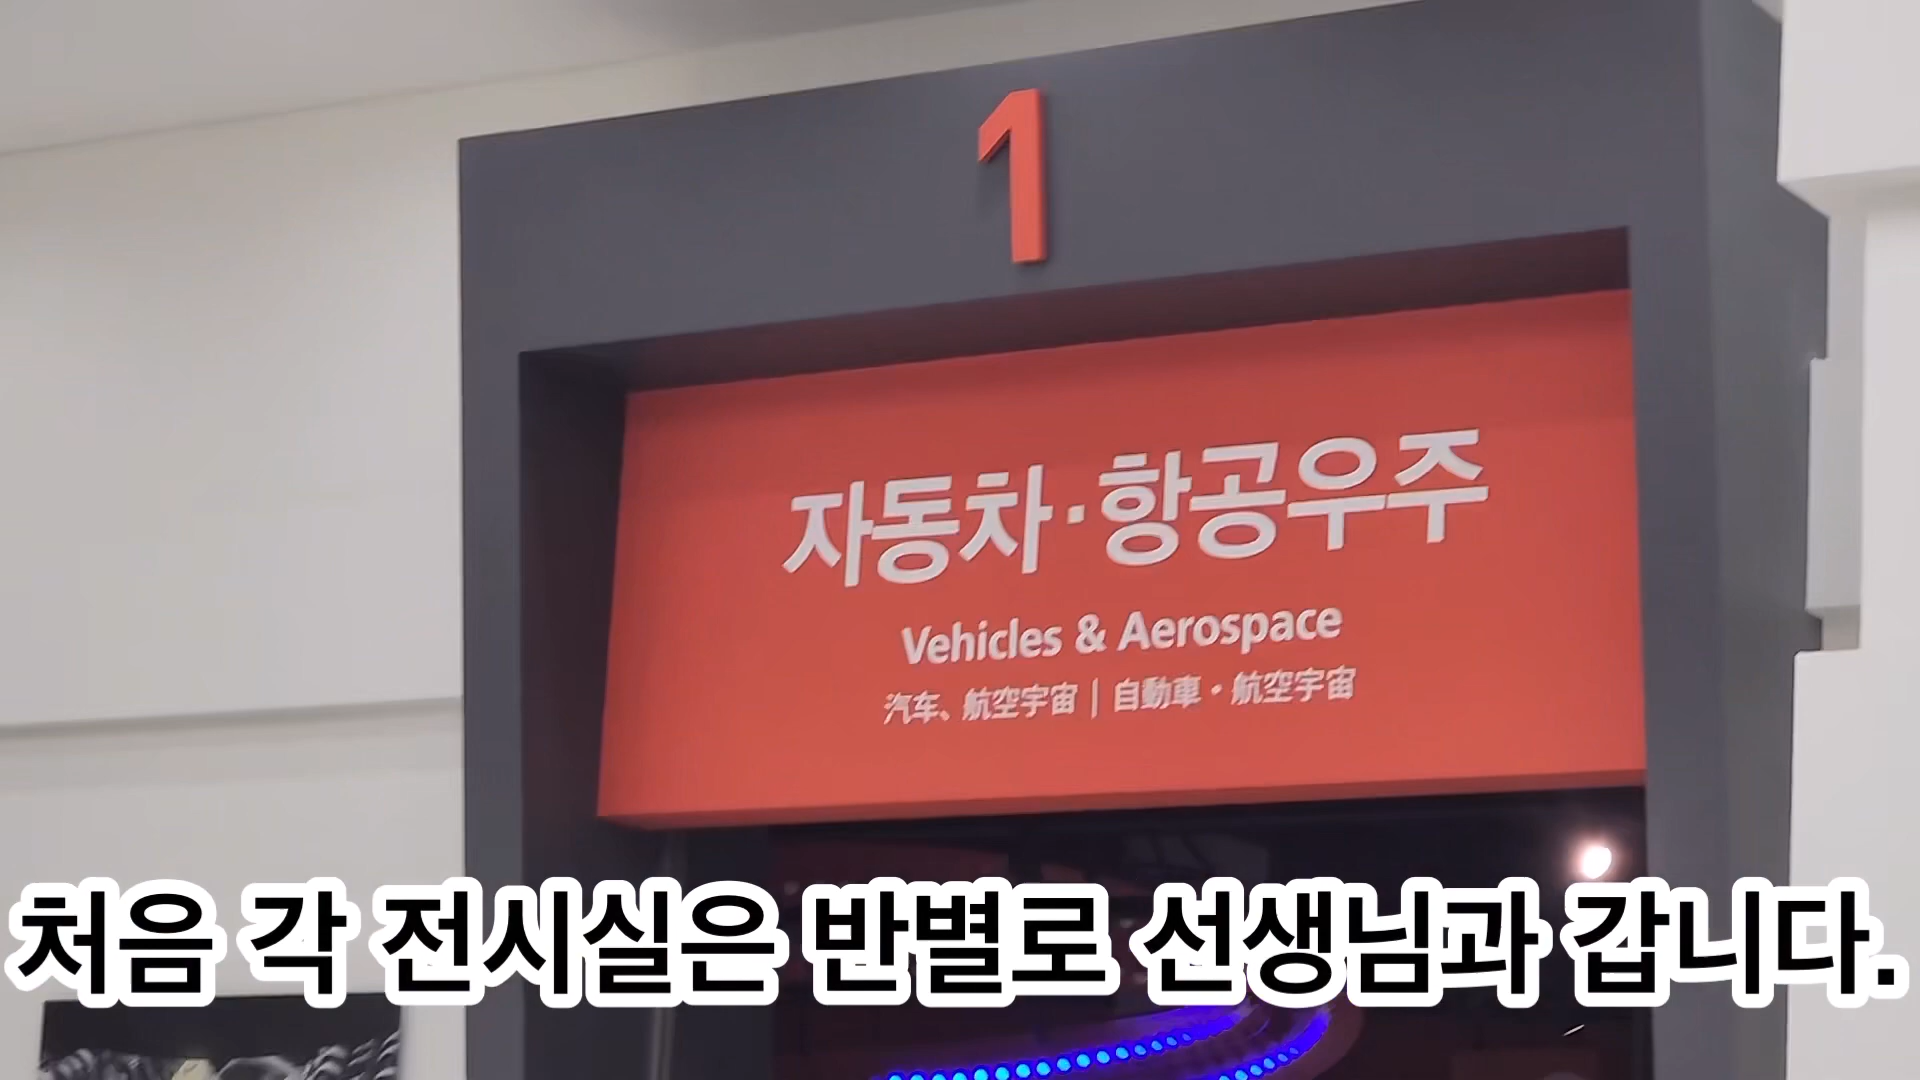 1
자동차·항공우주
Vehicles & Aerospace
汽车、航空宇宙 | 自動車・航空宇宙
처음 각 전시실은 반별로 선생님과 갑니다.